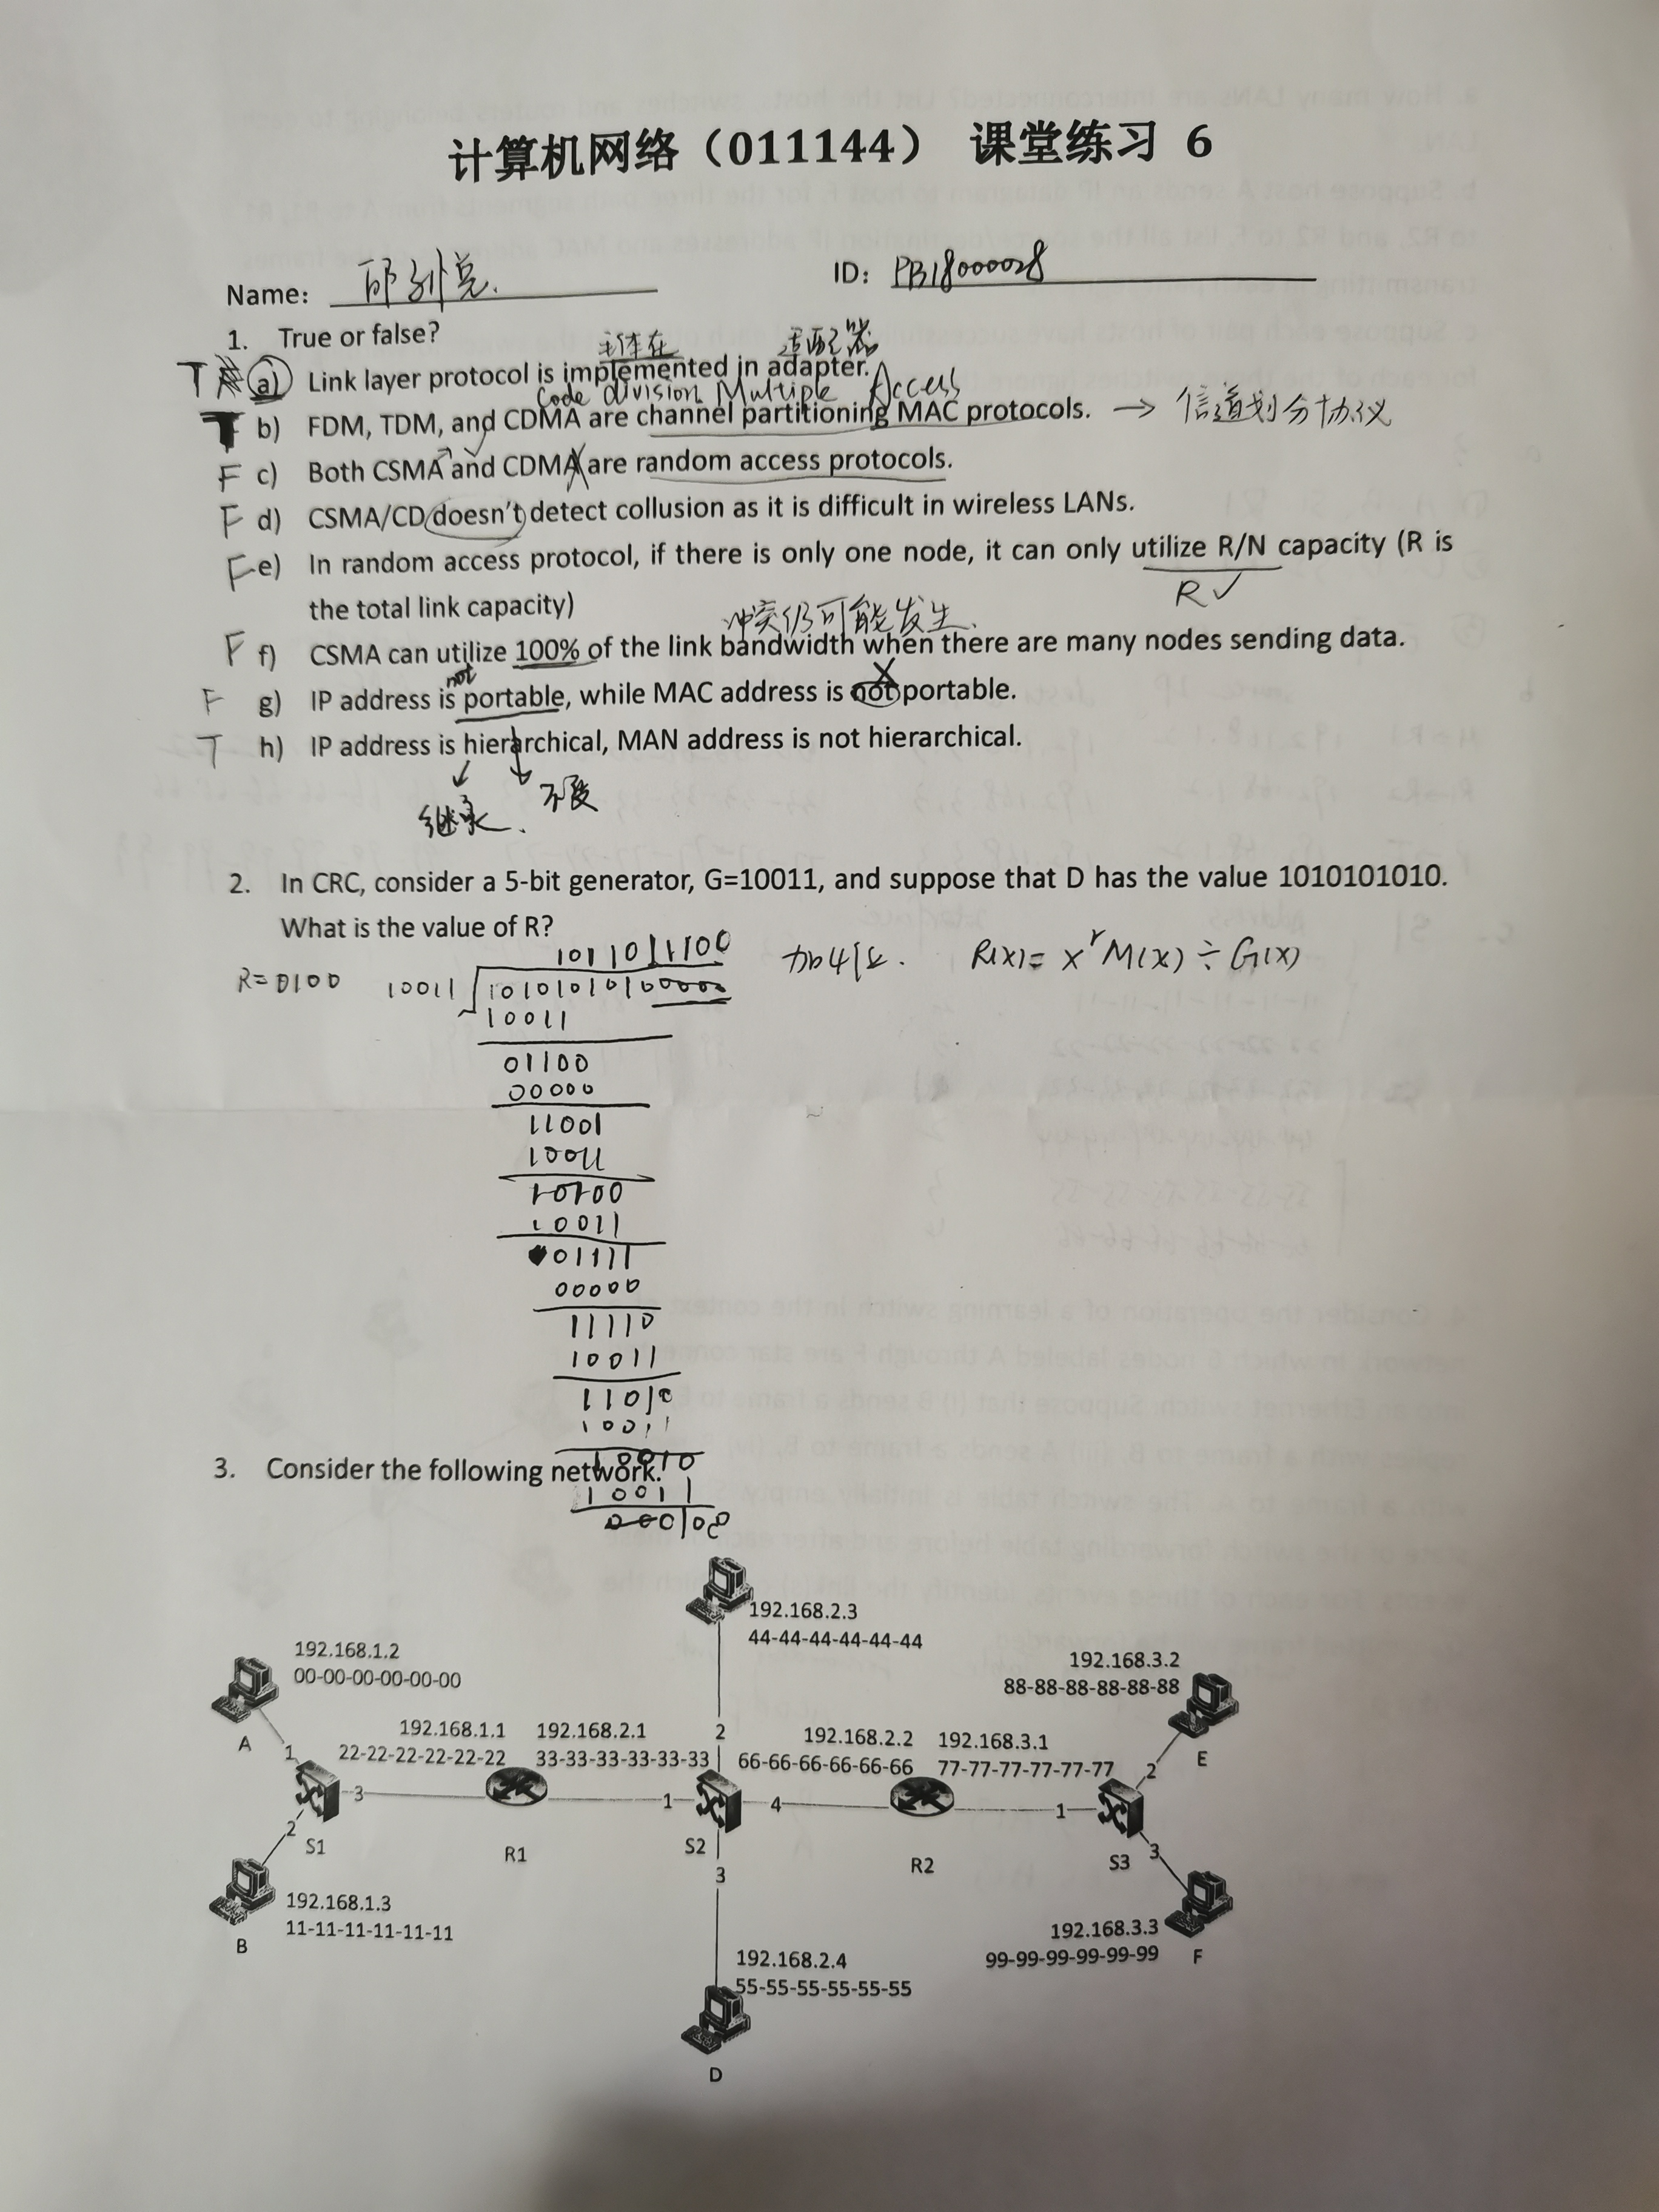 计算机网络（011144） 课堂练习 6
Name:
ID: PB18000028
1. True or false?
适配器
T a) Link layer protocol is implemented in adapter.
Code division Multiple Access
T b) FDM, TDM, and CDMA are channel partitioning MAC protocols. → 信道划分协议
F c) Both CSMA and CDMA are random access protocols.
F d) CSMA/CD doesn't detect collusion as it is difficult in wireless LANs.
F e) In random access protocol, if there is only one node, it can only utilize R/N capacity (R is
R✓
the total link capacity)
冲突仍可能发生.
F f) CSMA can utilize 100% of the link bandwidth when there are many nodes sending data.
not
F g) IP address is portable, while MAC address is not portable.
T h) IP address is hierarchical, MAN address is not hierarchical.
继承. 不变
2. In CRC, consider a 5-bit generator, G=10011, and suppose that D has the value 1010101010.
What is the value of R?
1011011100
加4位. R(x)= x^r M(x) ÷ G(x)
R=0100 10011 10101010100000
10011
01100
00000
11001
10011
10100
10011
01111
00000
11110
10011
11010
10011
10010
3. Consider the following network.
10011
000100
192.168.2.3
44-44-44-44-44-44
192.168.1.2
00-00-00-00-00-00
192.168.3.2
88-88-88-88-88-88
A
192.168.1.1 192.168.2.1 2 192.168.2.2 192.168.3.1
E
1 22-22-22-22-22-22 33-33-33-33-33-33 66-66-66-66-66-66 77-77-77-77-77-77 2
3 1 4 1
2 S1 R1 S2 R2 S3 3
3
192.168.1.3
11-11-11-11-11-11
B
192.168.3.3
99-99-99-99-99-99 F
192.168.2.4
55-55-55-55-55-55
D